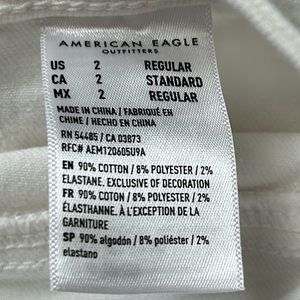 AMERICAN EAGLE
OUTFITTERS
US 2 REGULAR
CA 2 STANDARD
MX 2 REGULAR
MADE IN CHINA / FABRIQUÉ EN
CHINE / HECHO EN CHINA
RN 54485 / CA 03873
RFC# AEM120605U9A
EN 90% COTTON / 8% POLYESTER / 2%
ELASTANE. EXCLUSIVE OF DECORATION
FR 90% COTON / 8% POLYESTER / 2%
ÉLASTHANNE. À L'EXCEPTION DE LA
GARNITURE
SP 90% algodón / 8% poliéster / 2%
elastano